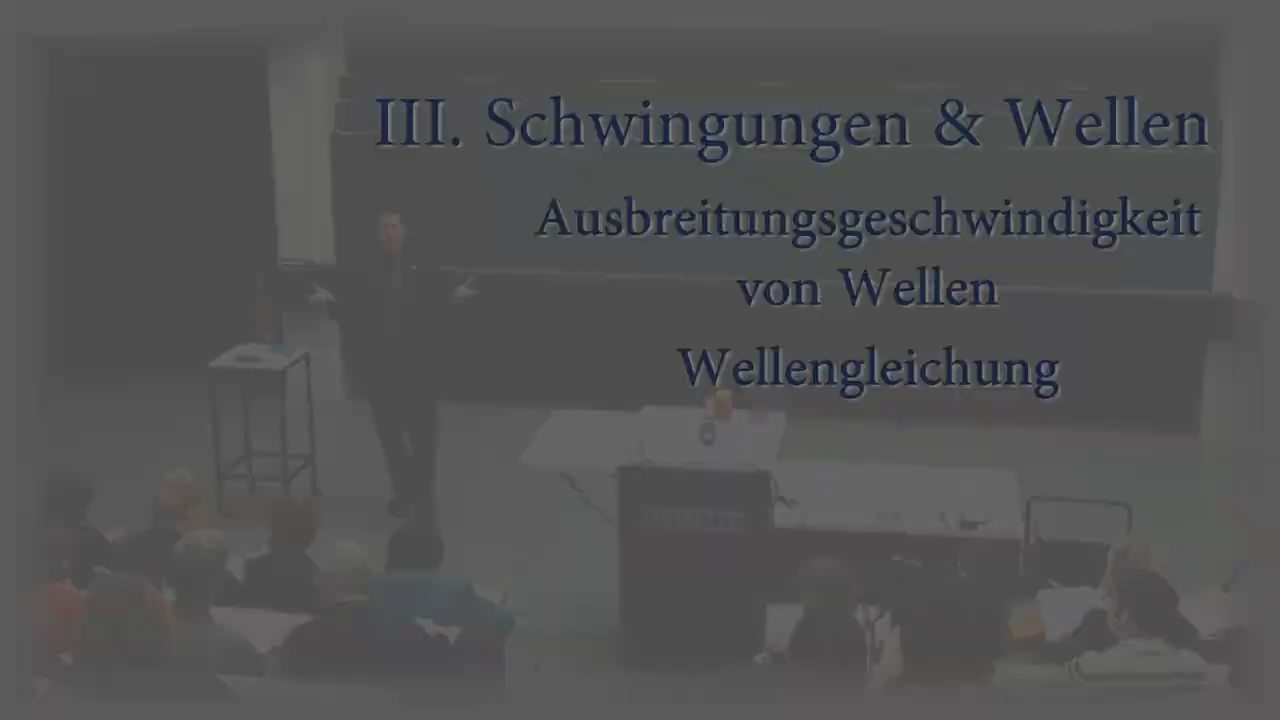 III. Schwingungen & Wellen
Ausbreitungsgeschwindigkeit
von Wellen
Wellengleichung